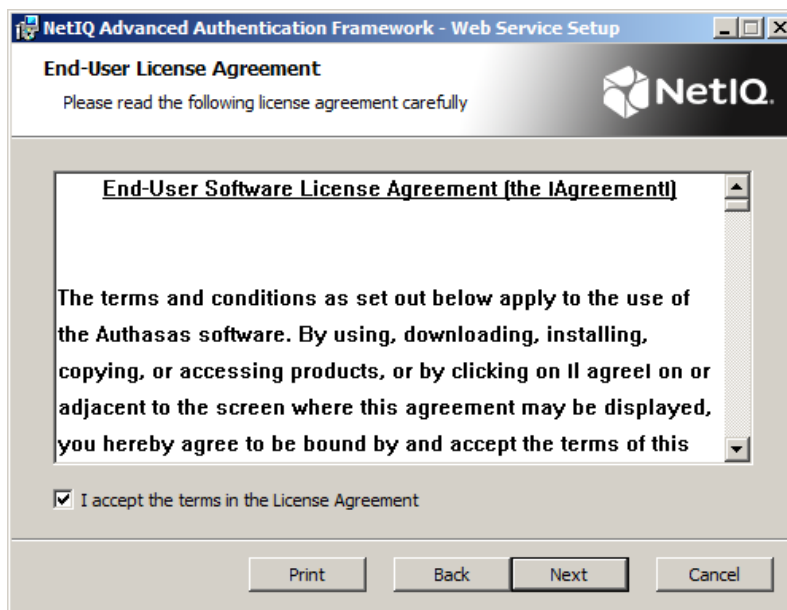 NetIQ Advanced Authentication Framework - Web Service Setup
End-User License Agreement
Please read the following license agreement carefully
NetIQ.
End-User Software License Agreement (the lAgreementl)
The terms and conditions as set out below apply to the use of
the Authasas software. By using, downloading, installing,
copying, or accessing products, or by clicking on lI agreel on or
adjacent to the screen where this agreement may be displayed,
you hereby agree to be bound by and accept the terms of this
I accept the terms in the License Agreement
Print
Back
Next
Cancel